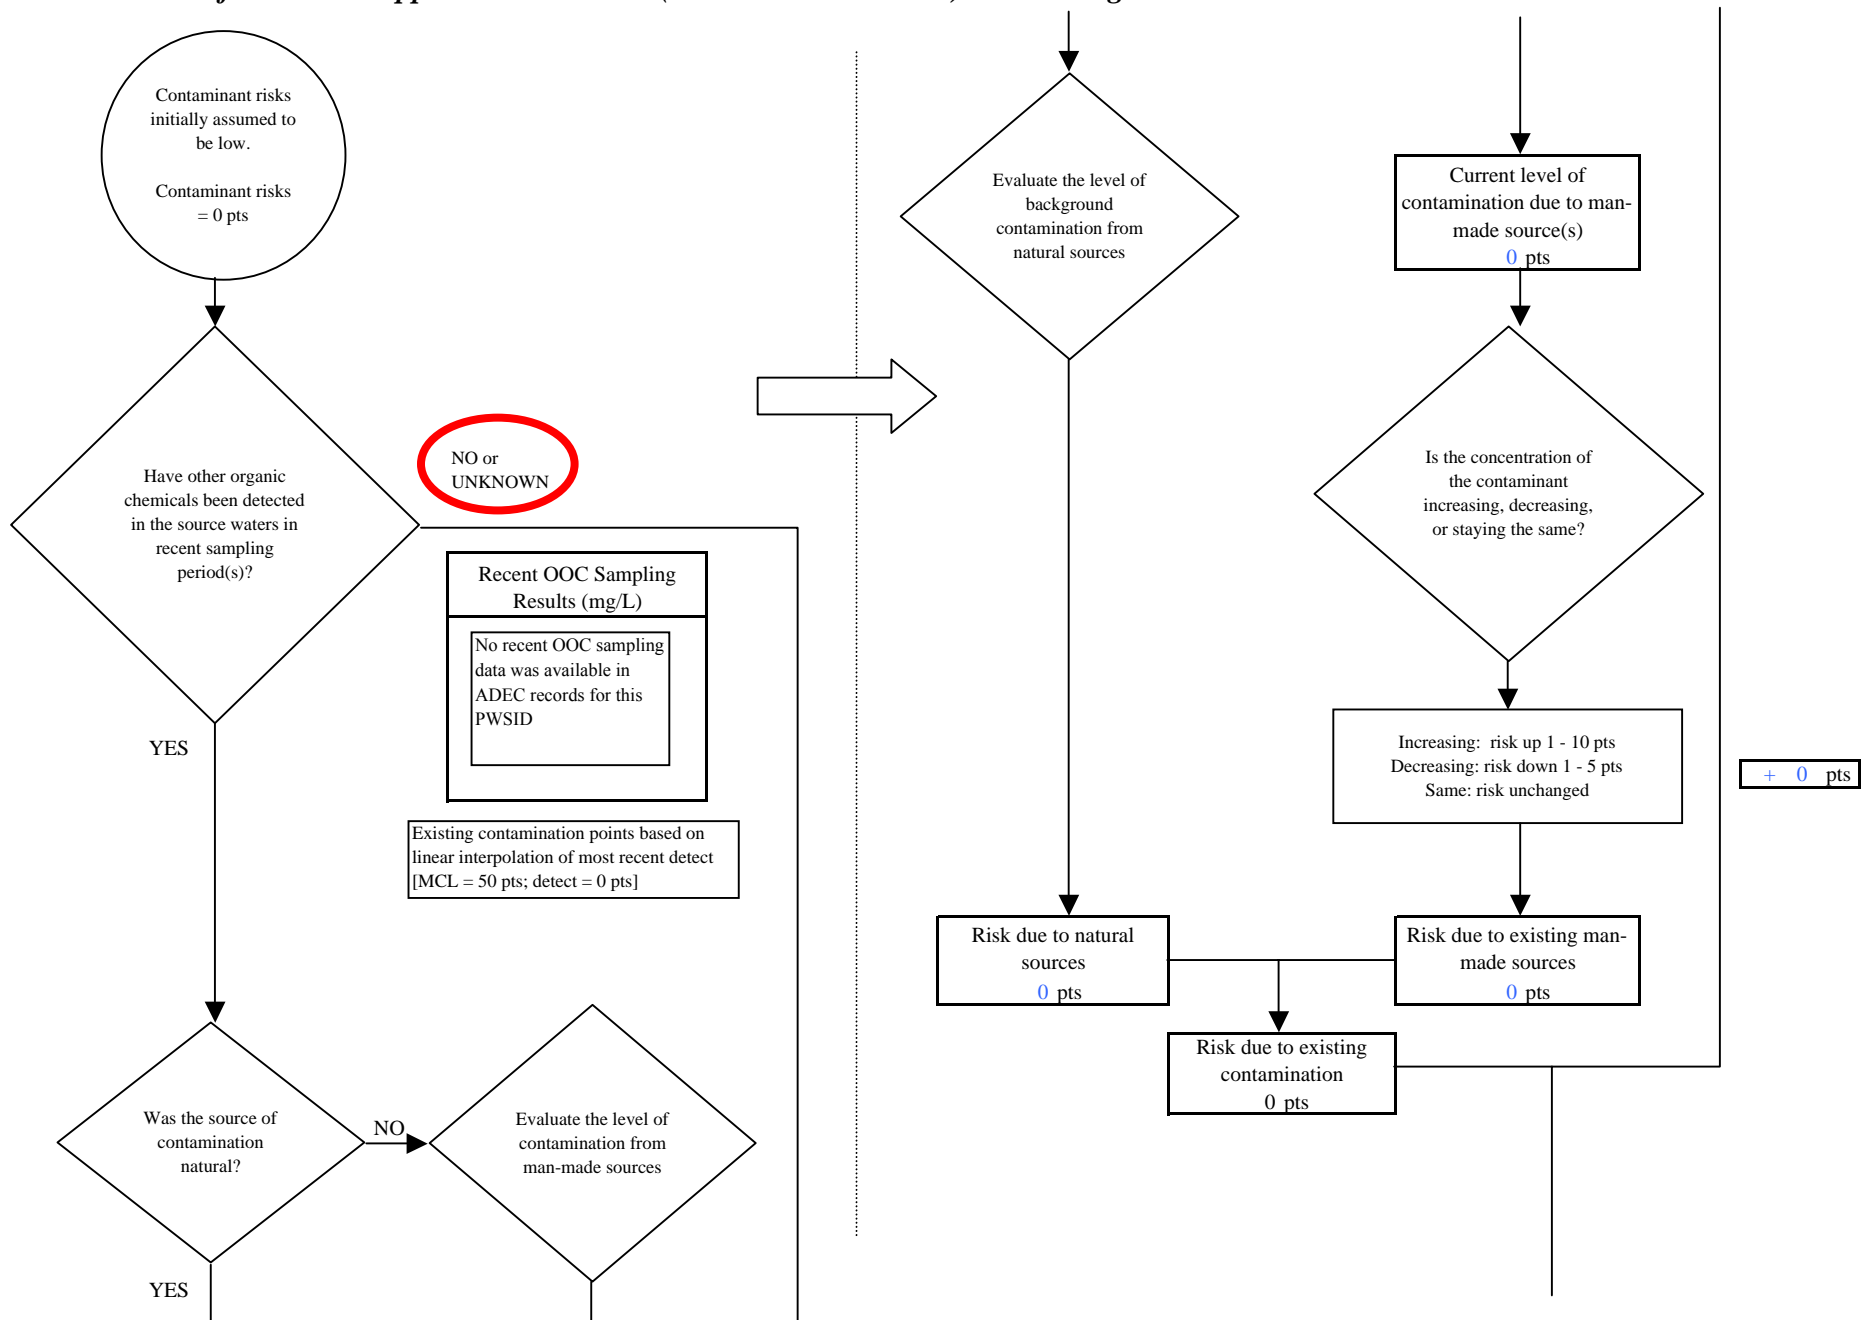 Contaminant risks
initially assumed to
be low.
Contaminant risks
= 0 pts
Have other organic
chemicals been detected
in the source waters in
recent sampling
period(s)?
NO or
UNKNOWN
Recent OOC Sampling
Results (mg/L)
No recent OOC sampling
data was available in
ADEC records for this
PWSID
YES
Existing contamination points based on
linear interpolation of most recent detect
[MCL = 50 pts; detect = 0 pts]
Was the source of
contamination
natural?
NO
Evaluate the level of
contamination from
man-made sources
YES
Evaluate the level of
background
contamination from
natural sources
Current level of
contamination due to man-
made source(s)
0 pts
Is the concentration of
the contaminant
increasing, decreasing,
or staying the same?
Increasing: risk up 1 - 10 pts
Decreasing: risk down 1 - 5 pts
Same: risk unchanged
+ 0 pts
Risk due to natural
sources
0 pts
Risk due to existing man-
made sources
0 pts
Risk due to existing
contamination
0 pts